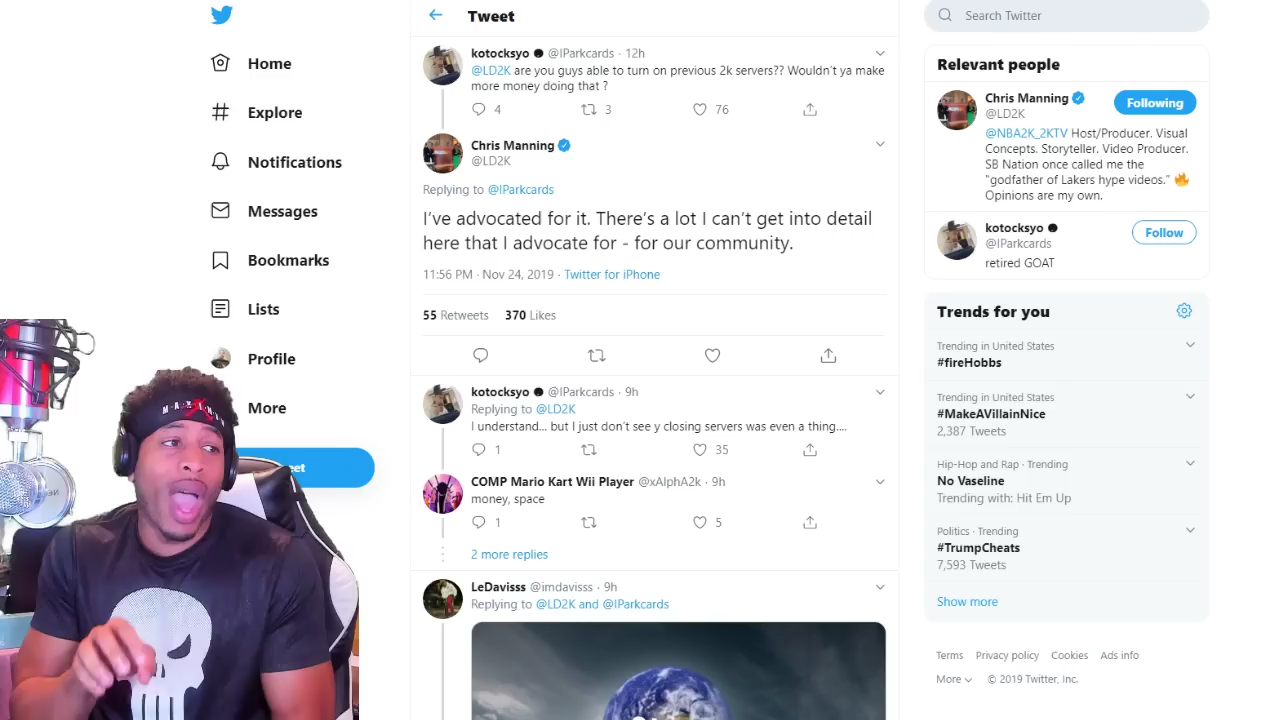 Home
Explore
Notifications
Messages
Bookmarks
Lists
Profile
More
Tweet
kotocksyo @IParkcards · 12h
@LD2K are you guys able to turn on previous 2k servers?? Wouldn't ya make
more money doing that ?
4 3 76
Chris Manning
@LD2K
Replying to @IParkcards
I've advocated for it. There's a lot I can't get into detail
here that I advocate for - for our community.
11:56 PM · Nov 24, 2019 · Twitter for iPhone
55 Retweets 370 Likes
kotocksyo @IParkcards · 9h
Replying to @LD2K
I understand... but I just don't see y closing servers was even a thing....
1 35
COMP Mario Kart Wii Player @xAlphA2k · 9h
money, space
1 5
2 more replies
LeDavisss @imdavisss · 9h
Replying to @LD2K and @IParkcards
Search Twitter
Relevant people
Chris Manning
Following
@LD2K
@NBA2K_2KTV Host/Producer. Visual
Concepts. Storyteller. Video Producer.
SB Nation once called me the
"godfather of Lakers hype videos." 🔥
Opinions are my own.
kotocksyo
Follow
@IParkcards
retired GOAT
Trends for you
Trending in United States
#fireHobbs
Trending in United States
#MakeAVillainNice
2,387 Tweets
Hip-Hop and Rap · Trending
No Vaseline
Trending with: Hit Em Up
Politics · Trending
#TrumpCheats
7,593 Tweets
Show more
Terms Privacy policy Cookies Ads info
More © 2019 Twitter, Inc.